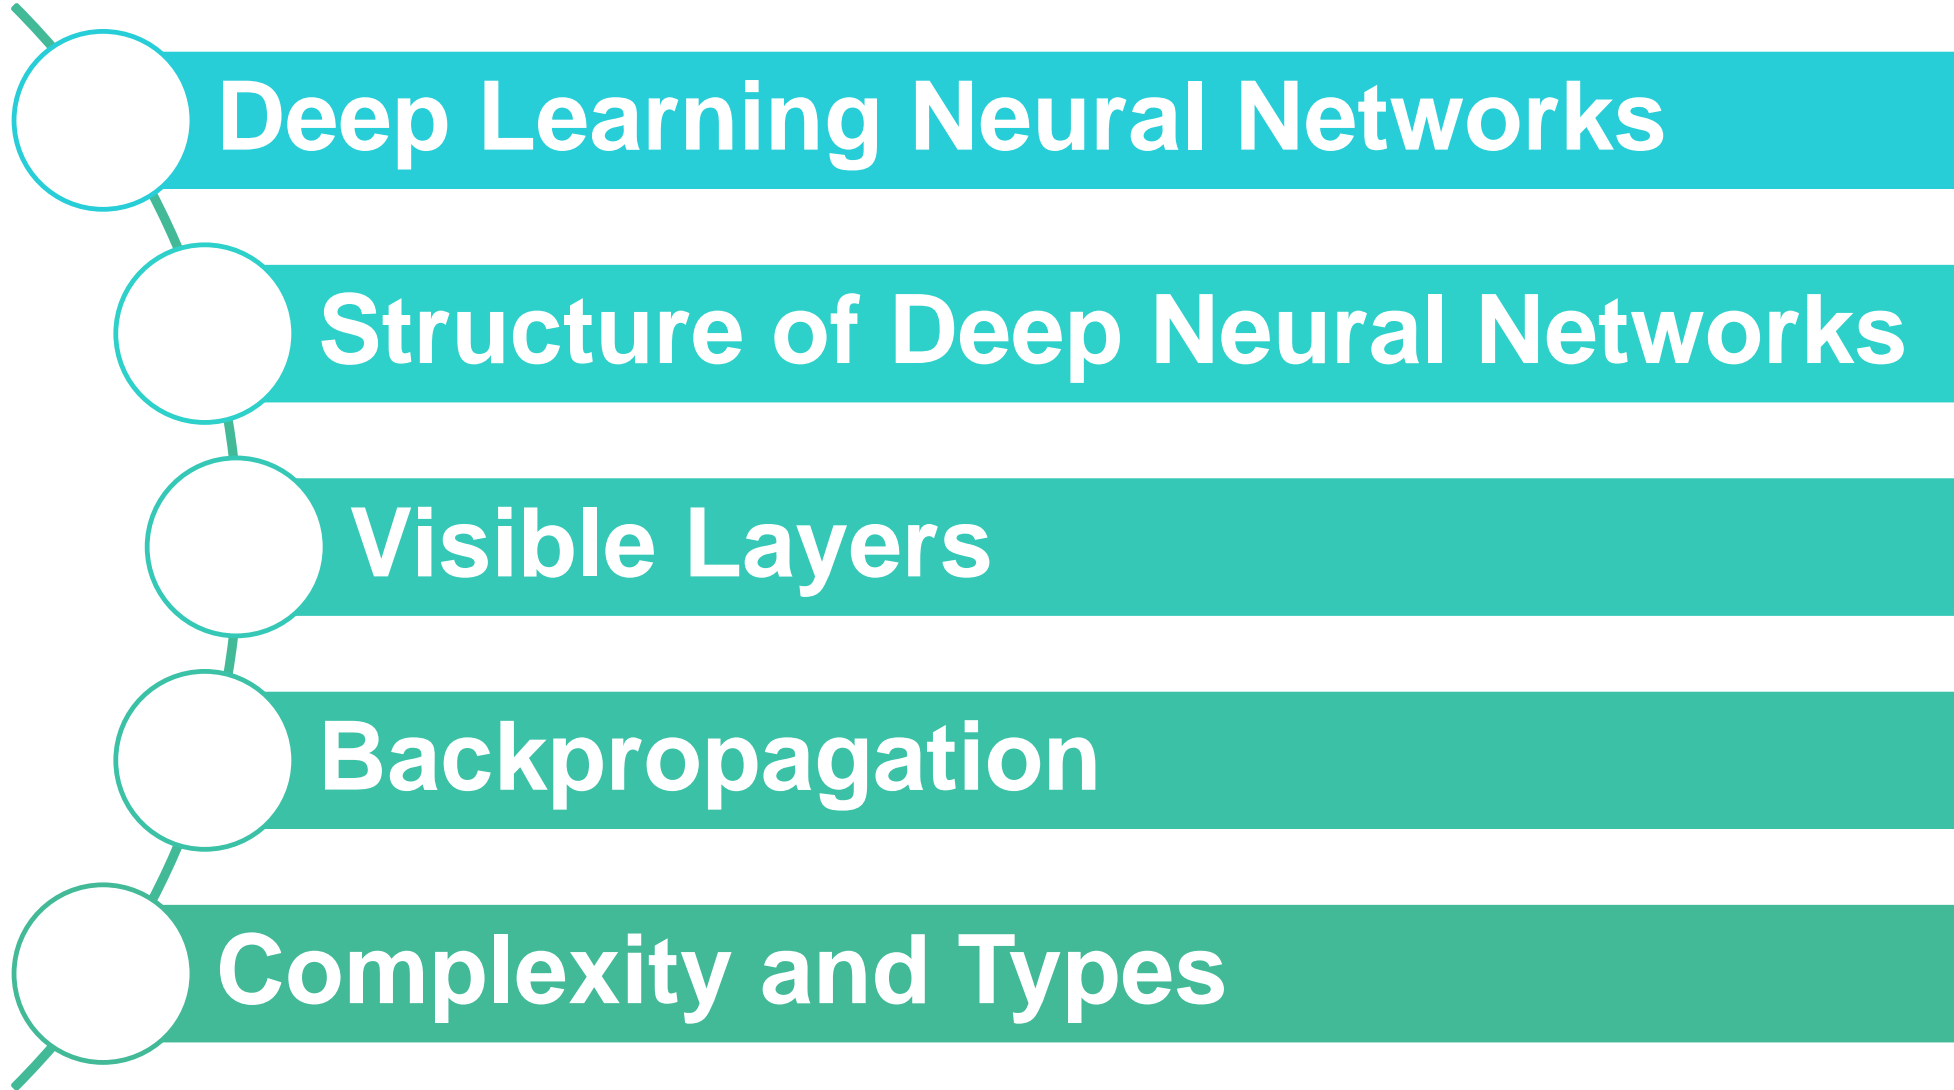 Deep Learning Neural Networks
Structure of Deep Neural Networks
Visible Layers
Backpropagation
Complexity and Types